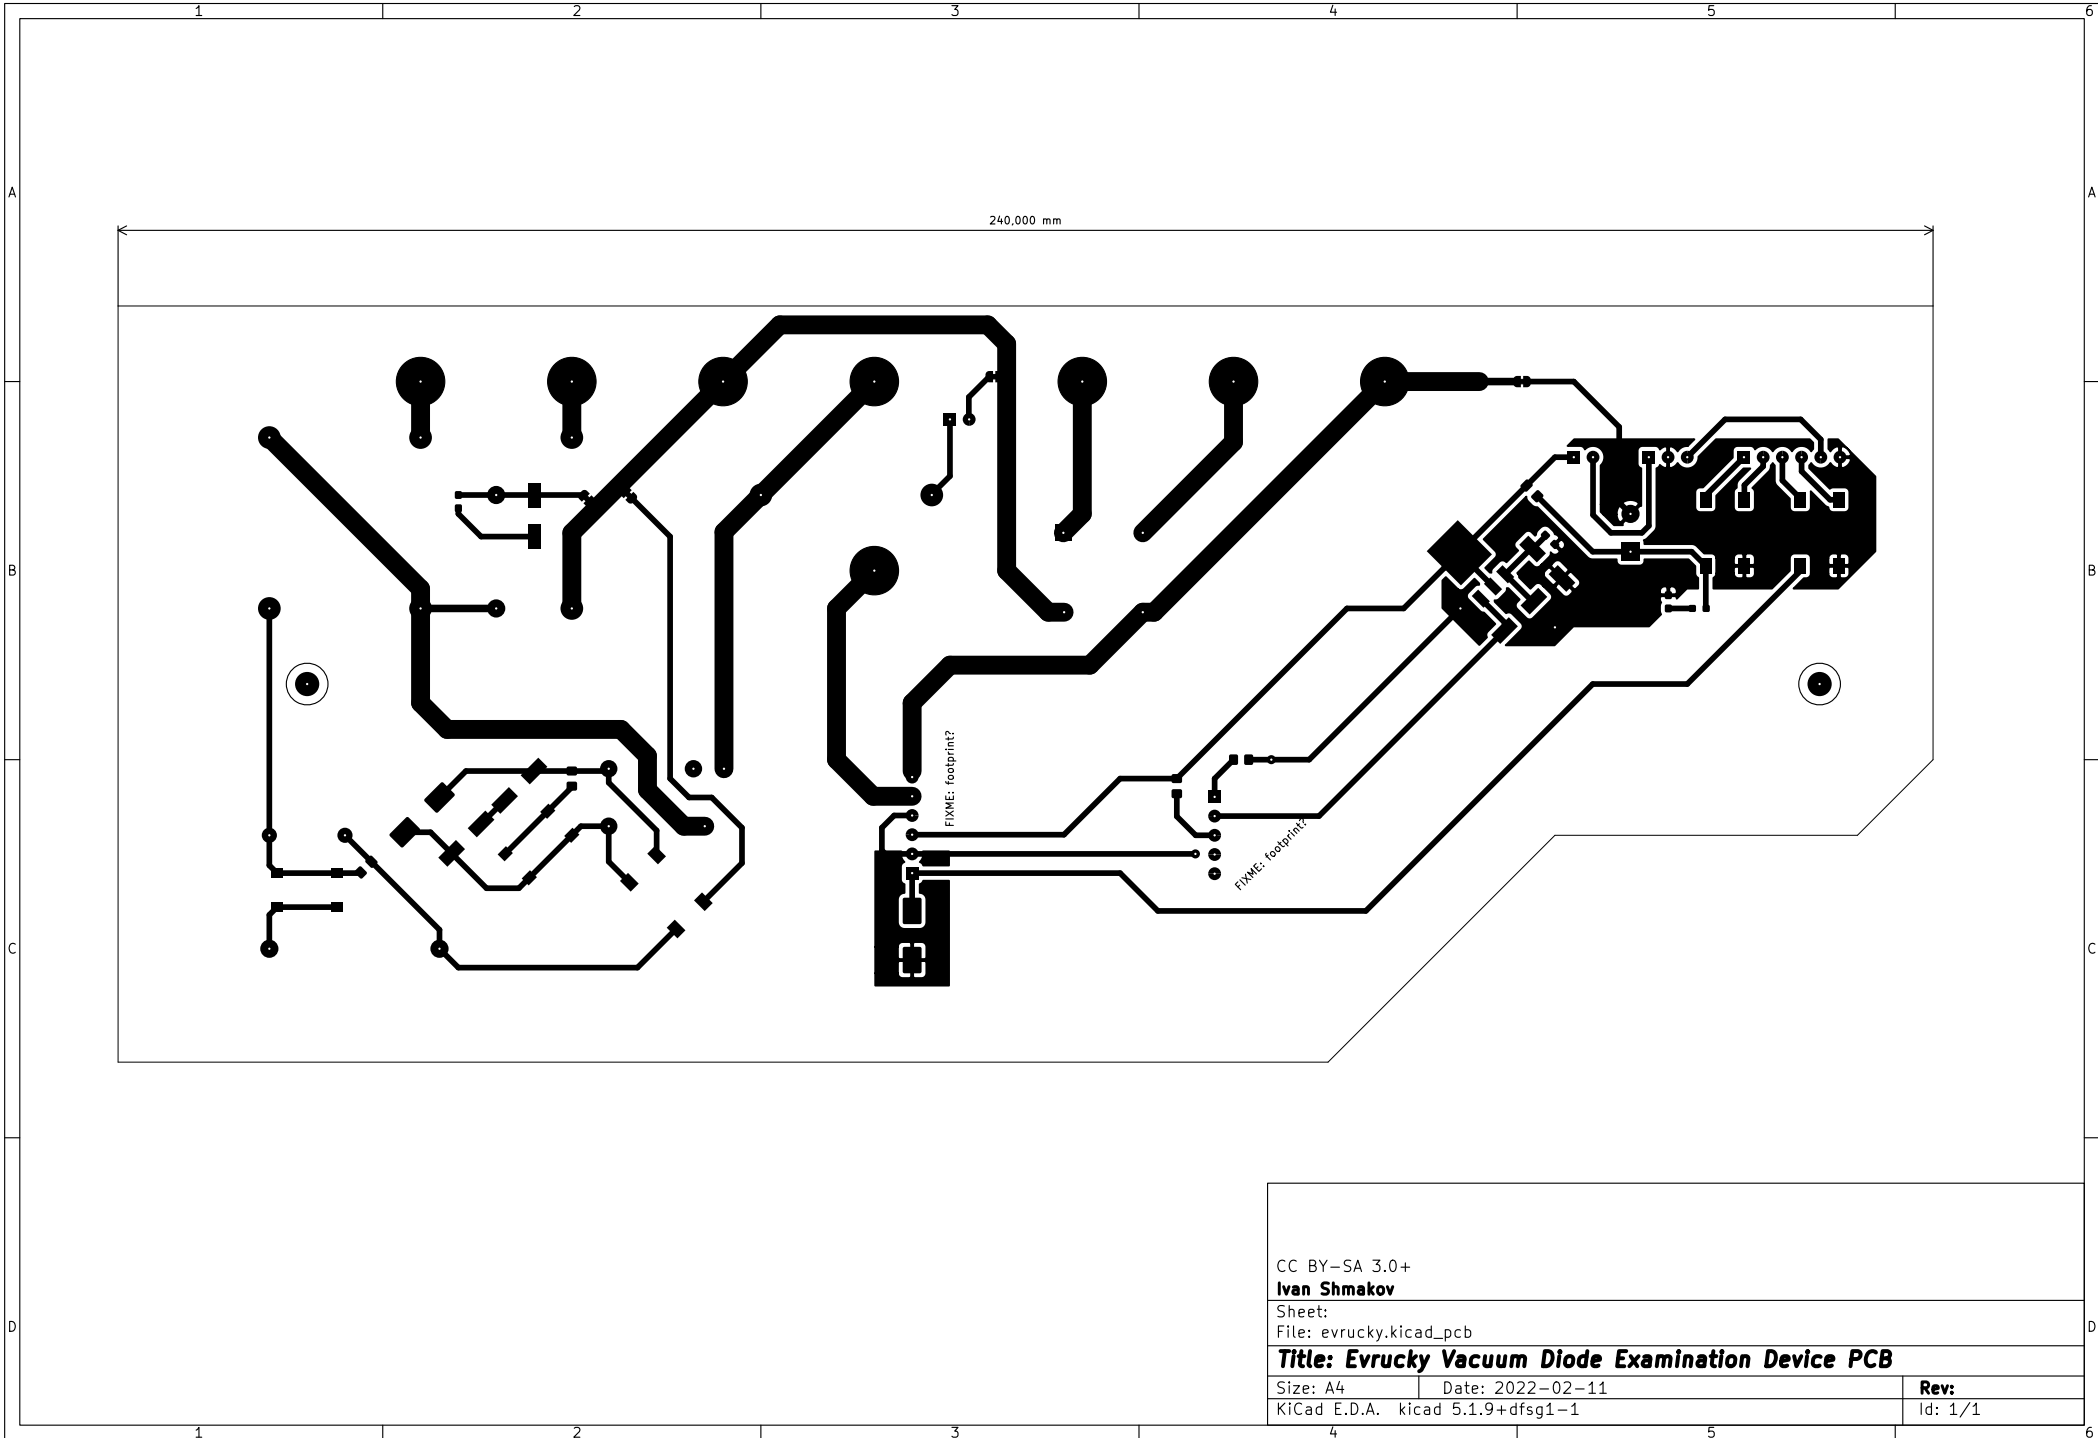 1 2 3 4 5 6
A A
240,000 mm
B B
FIXME: footprint?
FIXME: footprint?
C C
CC BY-SA 3.0+
Ivan Shmakov
Sheet:
File: evrucky.kicad_pcb
D D
Title: Evrucky Vacuum Diode Examination Device PCB
Size: A4 Date: 2022-02-11 Rev:
KiCad E.D.A. kicad 5.1.9+dfsg1-1 Id: 1/1
1 2 3 4 5 6